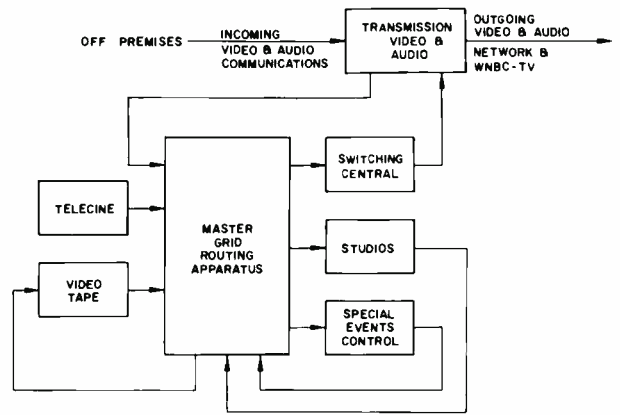 OFF PREMISES
INCOMING
VIDEO & AUDIO
COMMUNICATIONS
TRANSMISSION
VIDEO &
AUDIO
OUTGOING
VIDEO & AUDIO
NETWORK &
WNBC-TV
TELECINE
VIDEO
TAPE
MASTER
GRID
ROUTING
APPARATUS
SWITCHING
CENTRAL
STUDIOS
SPECIAL
EVENTS
CONTROL